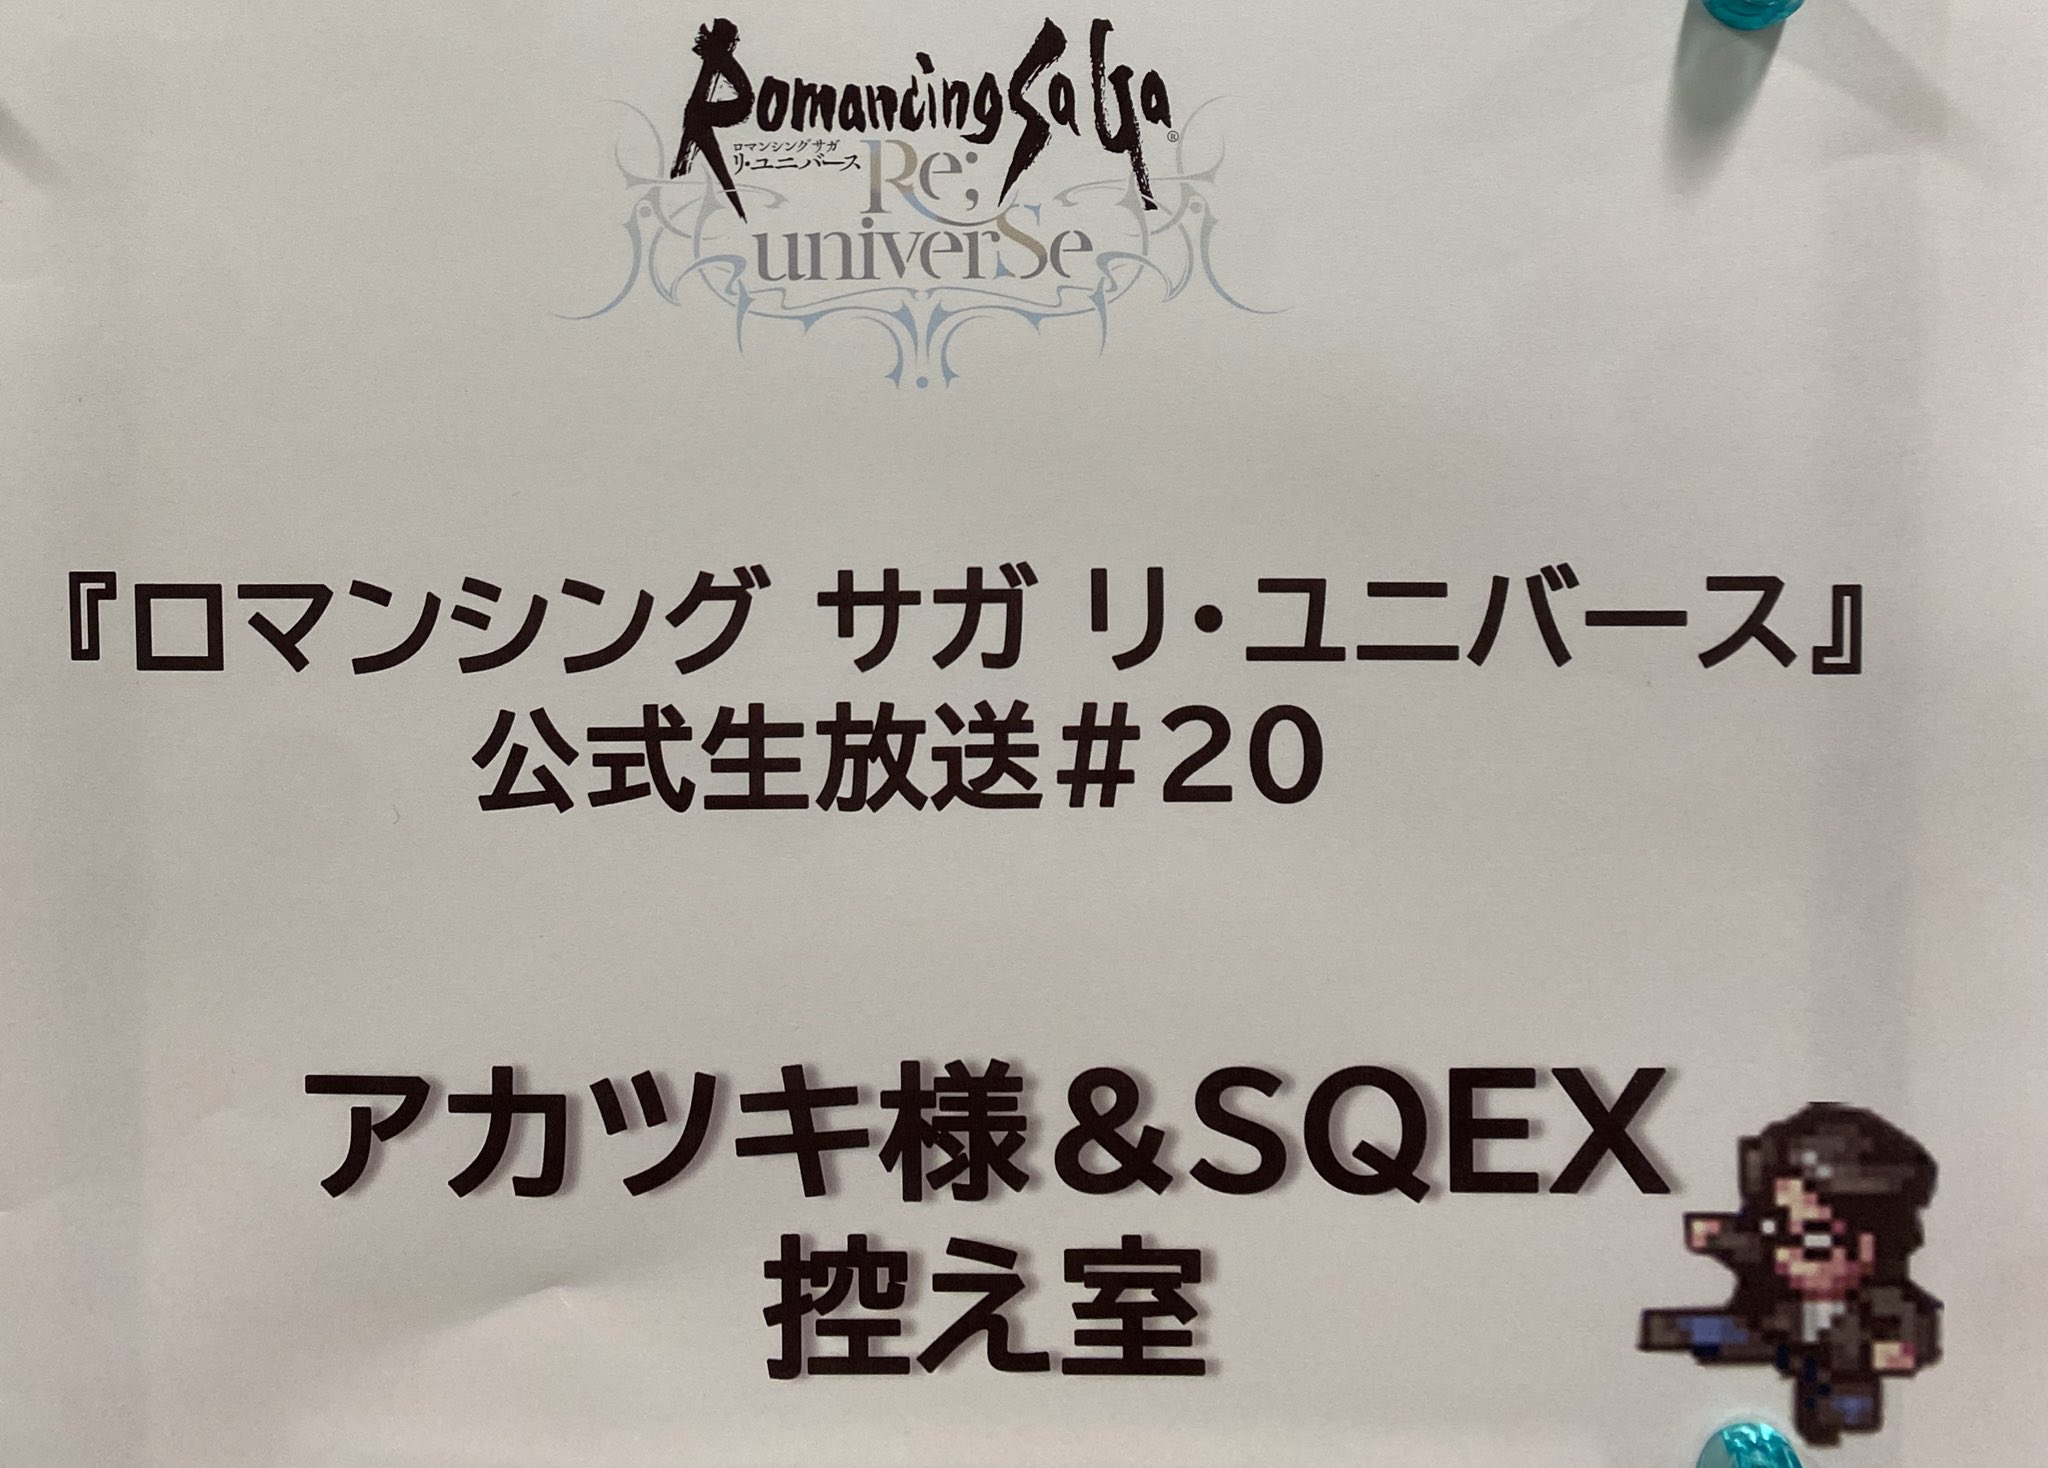 Romancing SaGa®
ロマンシング サガ
リ・ユニバース
Re;
univerSe
『ロマンシング サガ リ・ユニバース』
公式生放送#20
アカツキ様&SQEX
控え室